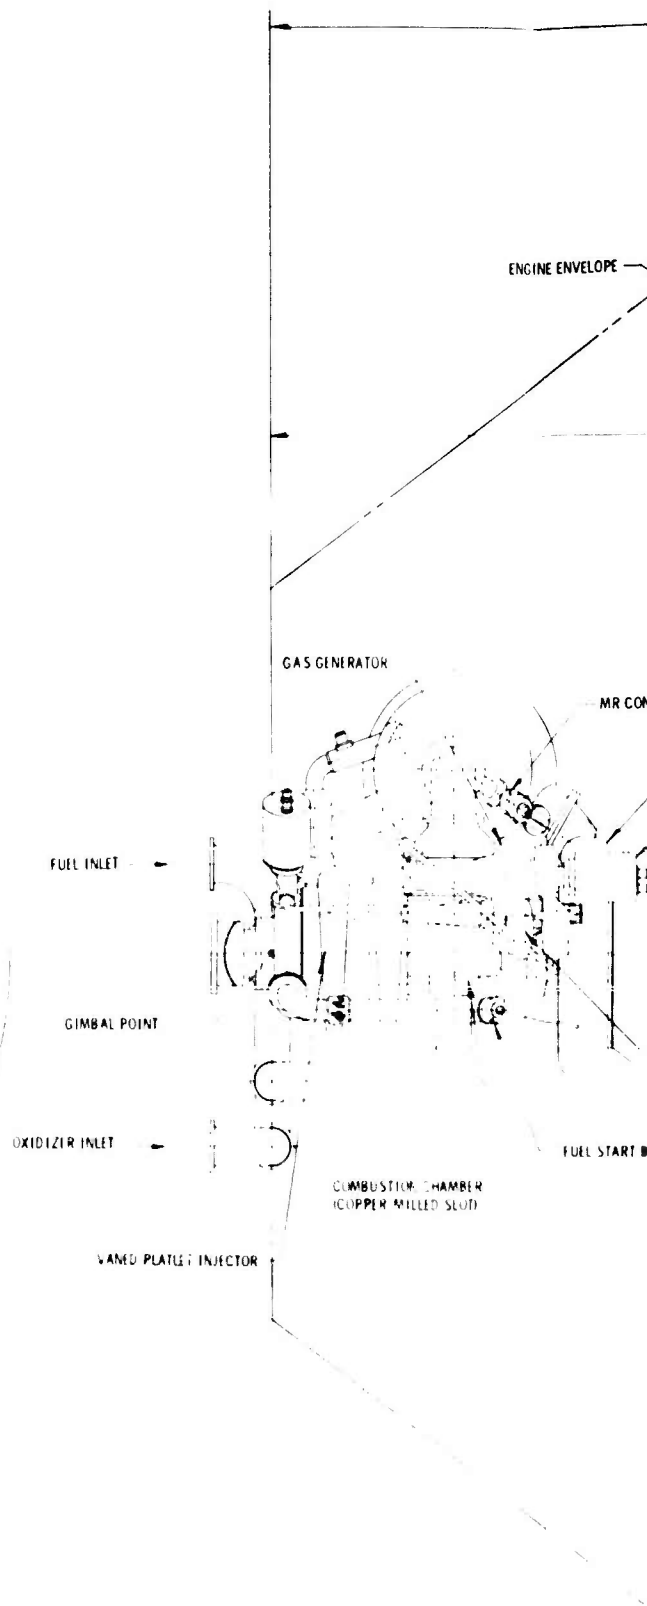 ENGINE ENVELOPE
GAS GENERATOR
MR CON
FUEL INLET
GIMBAL POINT
OXIDIZER INLET
FUEL START B
COMBUSTION CHAMBER
(COPPER MILLED SLOT)
VANED PLATLET INJECTOR